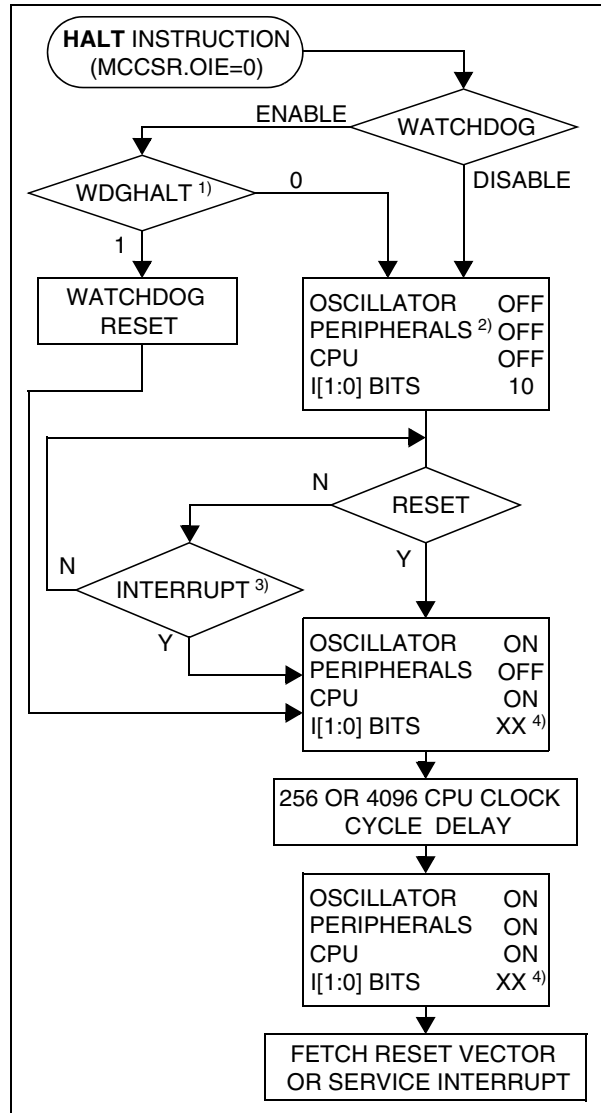 HALT INSTRUCTION
(MCCSR.OIE=0)
ENABLE
WATCHDOG
WDGHALT 1)
0
DISABLE
1
WATCHDOG
RESET
OSCILLATOR OFF
PERIPHERALS 2) OFF
CPU OFF
I[1:0] BITS 10
N
RESET
N
INTERRUPT 3)
Y
Y
OSCILLATOR ON
PERIPHERALS OFF
CPU ON
I[1:0] BITS XX 4)
256 OR 4096 CPU CLOCK
CYCLE DELAY
OSCILLATOR ON
PERIPHERALS ON
CPU ON
I[1:0] BITS XX 4)
FETCH RESET VECTOR
OR SERVICE INTERRUPT